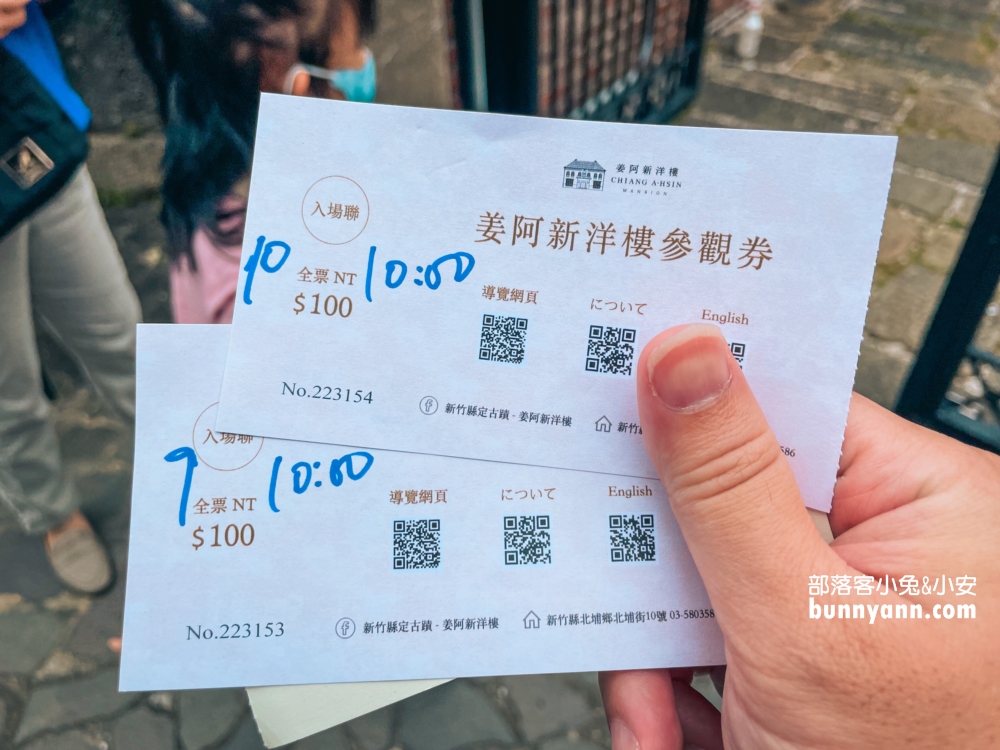 姜阿新洋樓
CHIANG A-HSIN
MANSION
入場聯
姜阿新洋樓參觀券
10 10:00
全票 NT
$100
導覽網頁
について
English
No.223154
新竹縣定古蹟 - 姜阿新洋樓
新竹
586
入場聯
9 10:00
全票 NT
$100
導覽網頁
について
English
No.223153
新竹縣定古蹟 - 姜阿新洋樓
新竹縣北埔鄉北埔街10號 03-580358
部落客小兔&小安
bunnyann.com